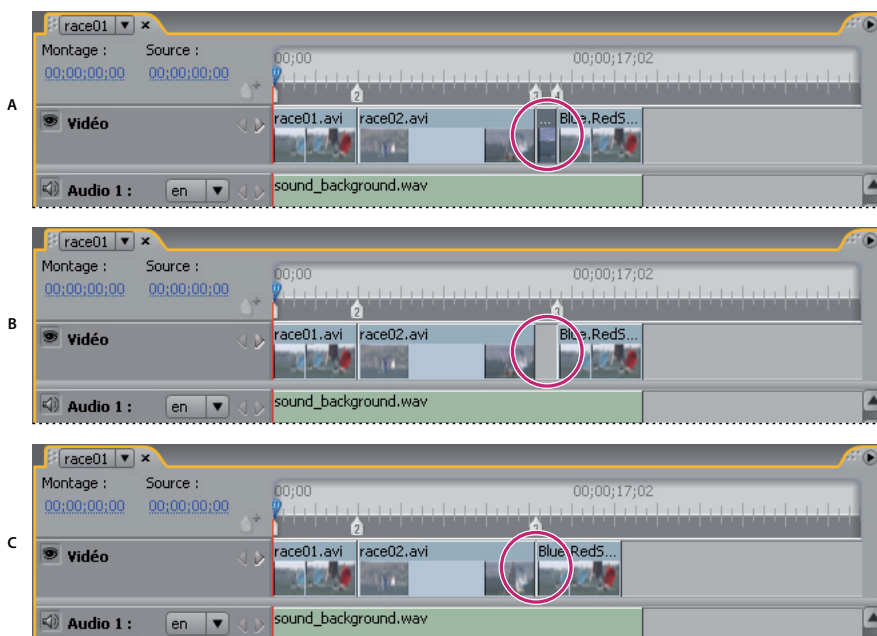 race01
Montage : Source :
00;00;00;00 00;00;00;00
00;00 00;00;17;02
2 3 4
A
Vidéo
race01.avi race02.avi ... Blue.RedS...
Audio 1 : en
sound_background.wav
race01
Montage : Source :
00;00;00;00 00;00;00;00
00;00 00;00;17;02
2 3
B
Vidéo
race01.avi race02.avi Blue.RedS...
Audio 1 : en
sound_background.wav
race01
Montage : Source :
00;00;00;00 00;00;00;00
00;00 00;00;17;02
2
C
Vidéo
race01.avi race02.avi Blue.RedS...
Audio 1 : en
sound_background.wav